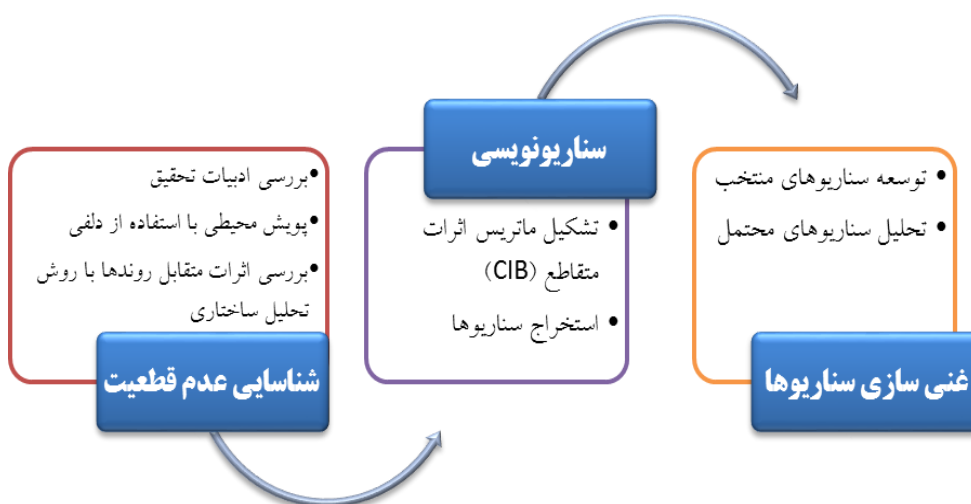 •بررسی ادبیات تحقیق
•پویش محیطی با استفاده از دلفی
•بررسی اثرات متقابل روندها با روش
تحلیل ساختاری
شناسایی عدم قطعیت
سناریونویسی
• تشکیل ماتریس اثرات
متقاطع (CIB)
• استخراج سناریوها
• توسعه سناریوهای منتخب
• تحلیل سناریوهای محتمل
غنی سازی سناریوها